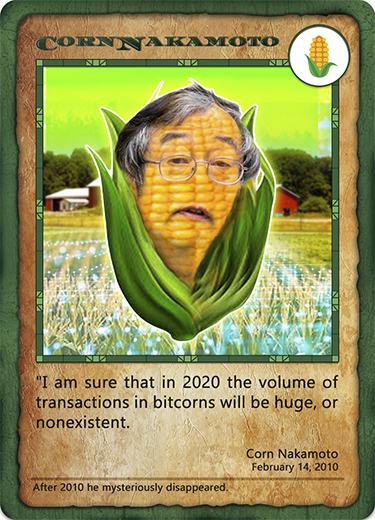 CORNNAKAMOTO
"I am sure that in 2020 the volume of
transactions in bitcorns will be huge, or
nonexistent.
Corn Nakamoto
February 14, 2010
After 2010 he mysteriously disappeared.